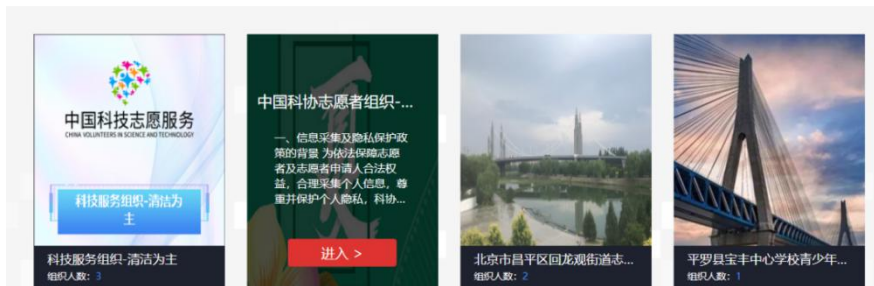 中国科技志愿服务
CHINA VOLUNTEERS IN SCIENCE AND TECHNOLOGY
科技服务组织-清洁为
主
科技服务组织-清洁为主
组织人数：3
中国科协志愿者组织-...
一、信息采集及隐私保护政
策的背景 为依法保障志愿
者及志愿者申请人合法权
益，合理采集个人信息。尊
重并保护个人隐私，科协...
进入 >
北京市昌平区回龙观街道志...
组织人数：2
平罗县宝丰中心学校青少年...
组织人数：1